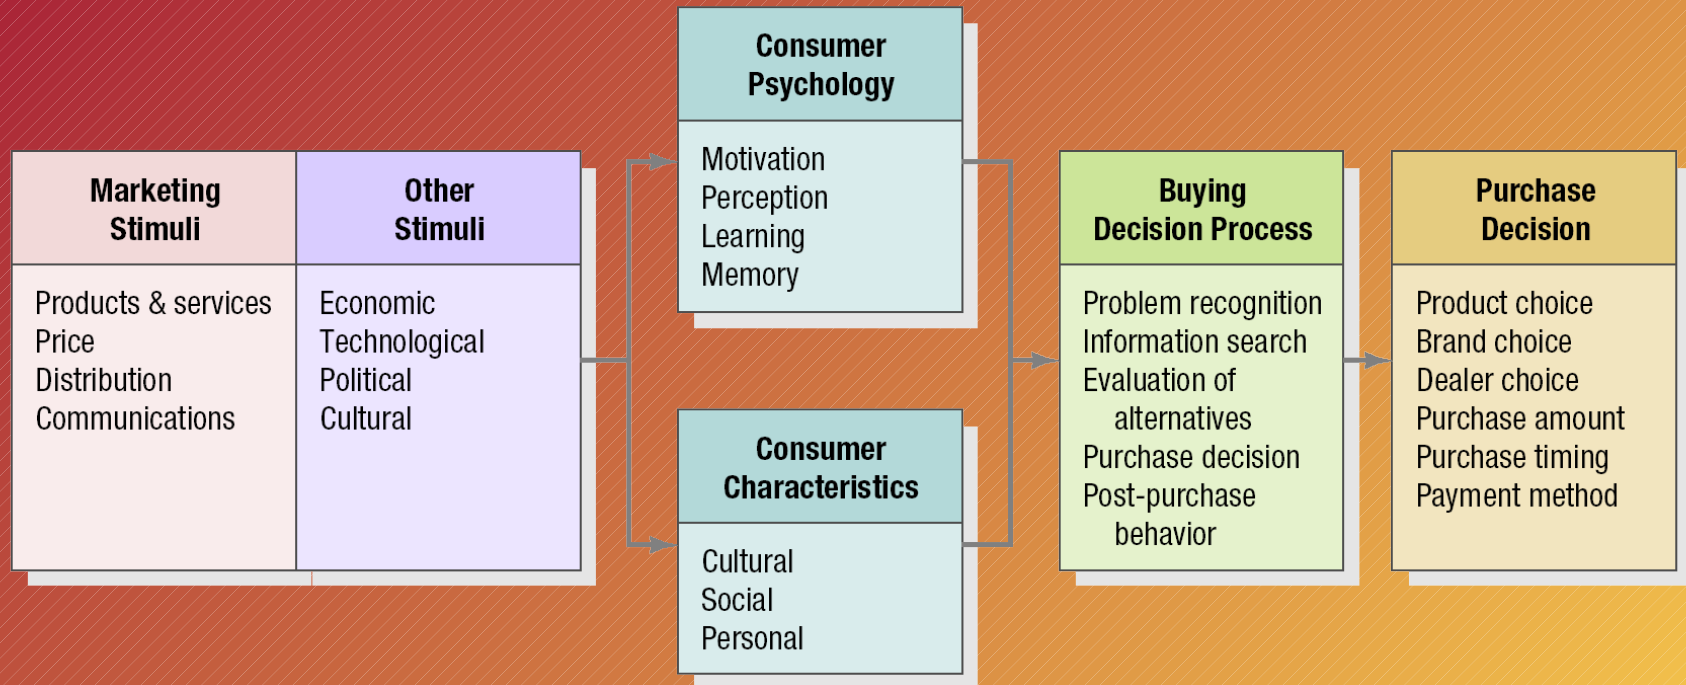 Marketing
Stimuli
Products & services
Price
Distribution
Communications
Other
Stimuli
Economic
Technological
Political
Cultural
Consumer
Psychology
Motivation
Perception
Learning
Memory
Consumer
Characteristics
Cultural
Social
Personal
Buying
Decision Process
Problem recognition
Information search
Evaluation of
alternatives
Purchase decision
Post-purchase
behavior
Purchase
Decision
Product choice
Brand choice
Dealer choice
Purchase amount
Purchase timing
Payment method